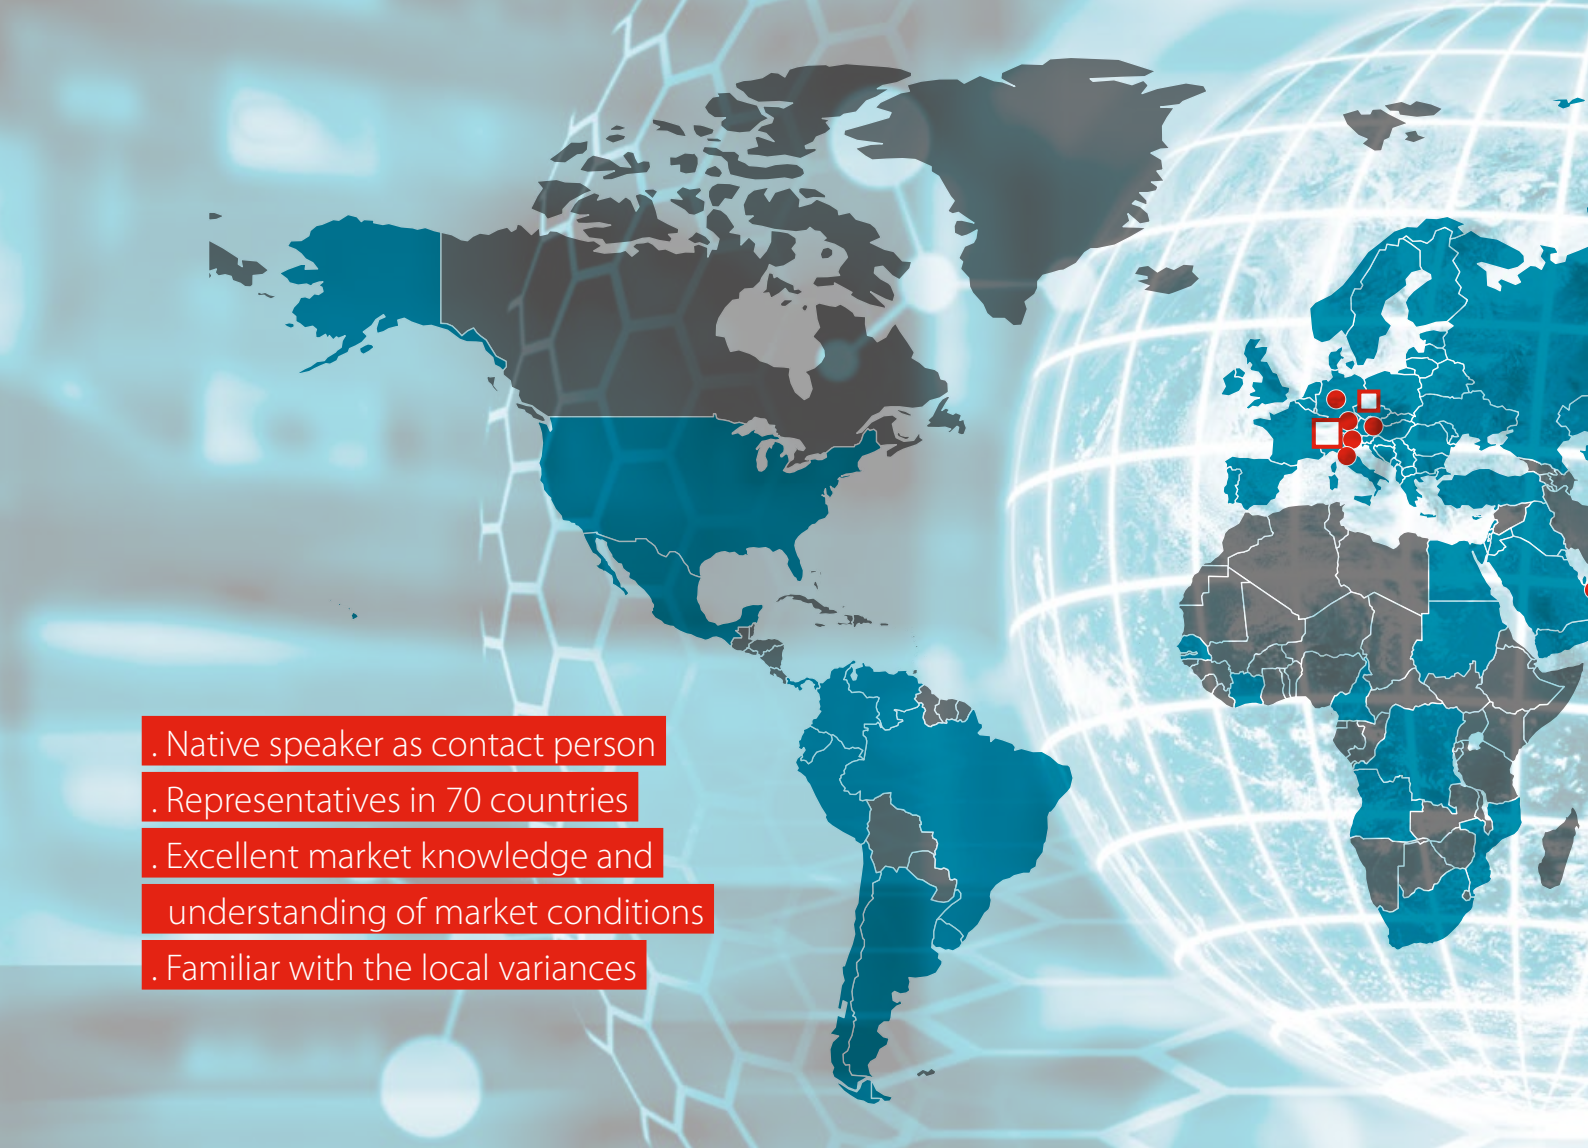 . Native speaker as contact person
. Representatives in 70 countries
. Excellent market knowledge and
understanding of market conditions
. Familiar with the local variances